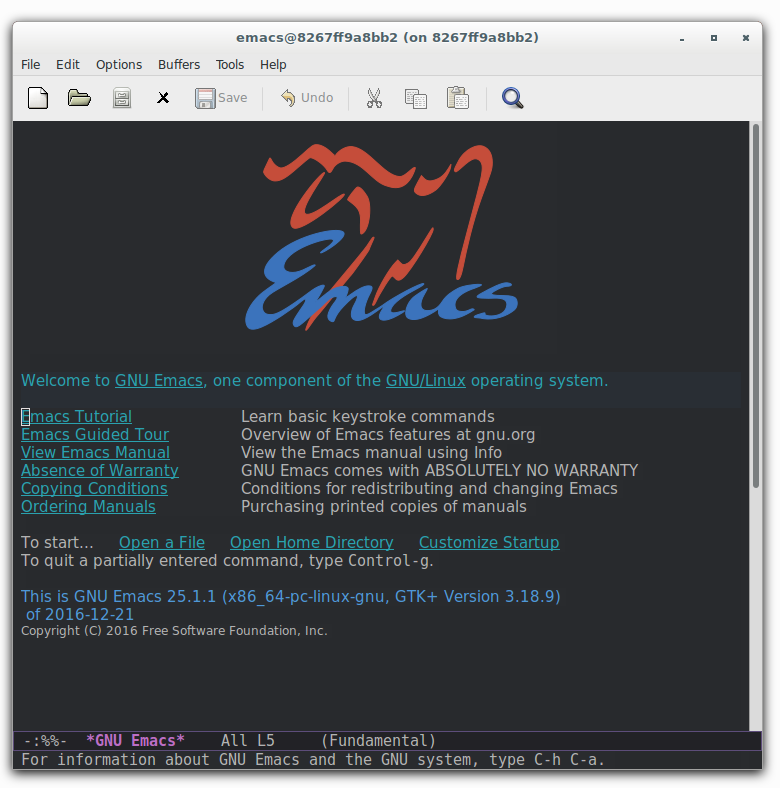 emacs@8267ff9a8bb2 (on 8267ff9a8bb2)
File Edit Options Buffers Tools Help
Save Undo
Emacs
Welcome to GNU Emacs, one component of the GNU/Linux operating system.
Emacs Tutorial Learn basic keystroke commands
Emacs Guided Tour Overview of Emacs features at gnu.org
View Emacs Manual View the Emacs manual using Info
Absence of Warranty GNU Emacs comes with ABSOLUTELY NO WARRANTY
Copying Conditions Conditions for redistributing and changing Emacs
Ordering Manuals Purchasing printed copies of manuals
To start... Open a File Open Home Directory Customize Startup
To quit a partially entered command, type Control-g.
This is GNU Emacs 25.1.1 (x86_64-pc-linux-gnu, GTK+ Version 3.18.9)
of 2016-12-21
Copyright (C) 2016 Free Software Foundation, Inc.
-:%%- *GNU Emacs* All L5 (Fundamental)
For information about GNU Emacs and the GNU system, type C-h C-a.